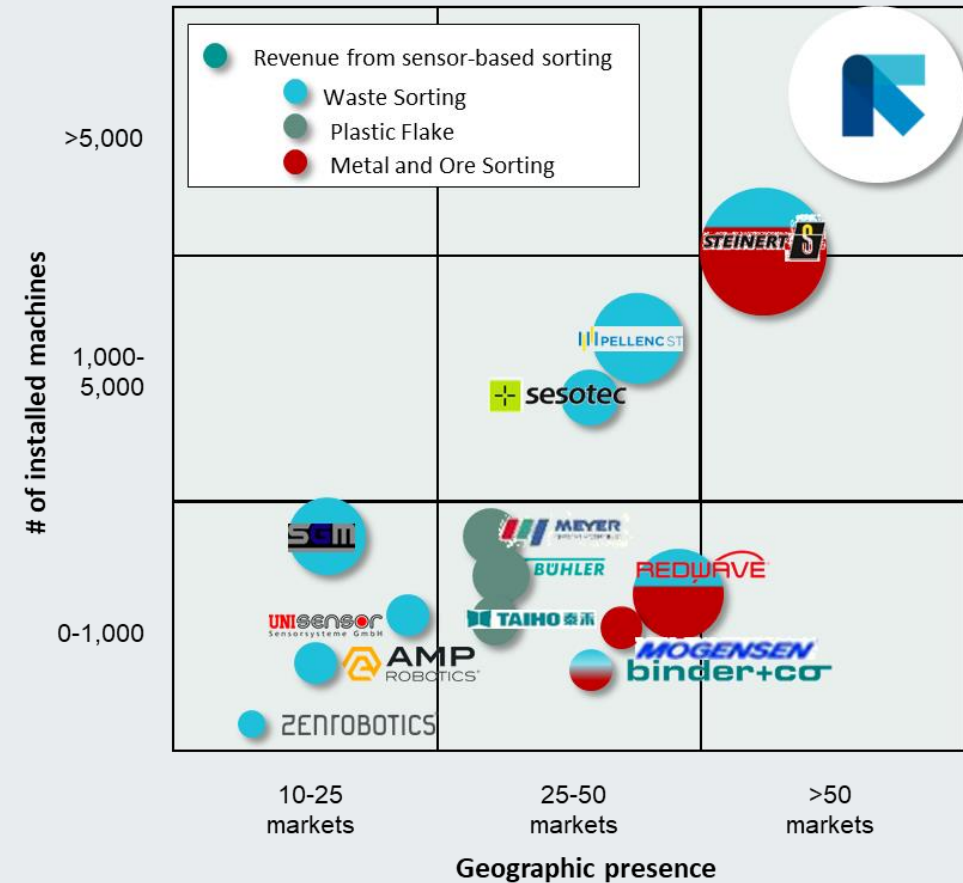 Revenue from sensor-based sorting
Waste Sorting
Plastic Flake
Metal and Ore Sorting
# of installed machines
>5,000
1,000-
5,000
0-1,000
STEINERT S
PELLENC ST
sesotec
SGM
MEYER
BÜHLER
REDWAVE
UNISENSOR
Sensorsysteme GmbH
TAIHO 泰禾
AMP
ROBOTICS
MOGENSEN
binder+co
ZENROBOTICS
10-25
markets
25-50
markets
>50
markets
Geographic presence